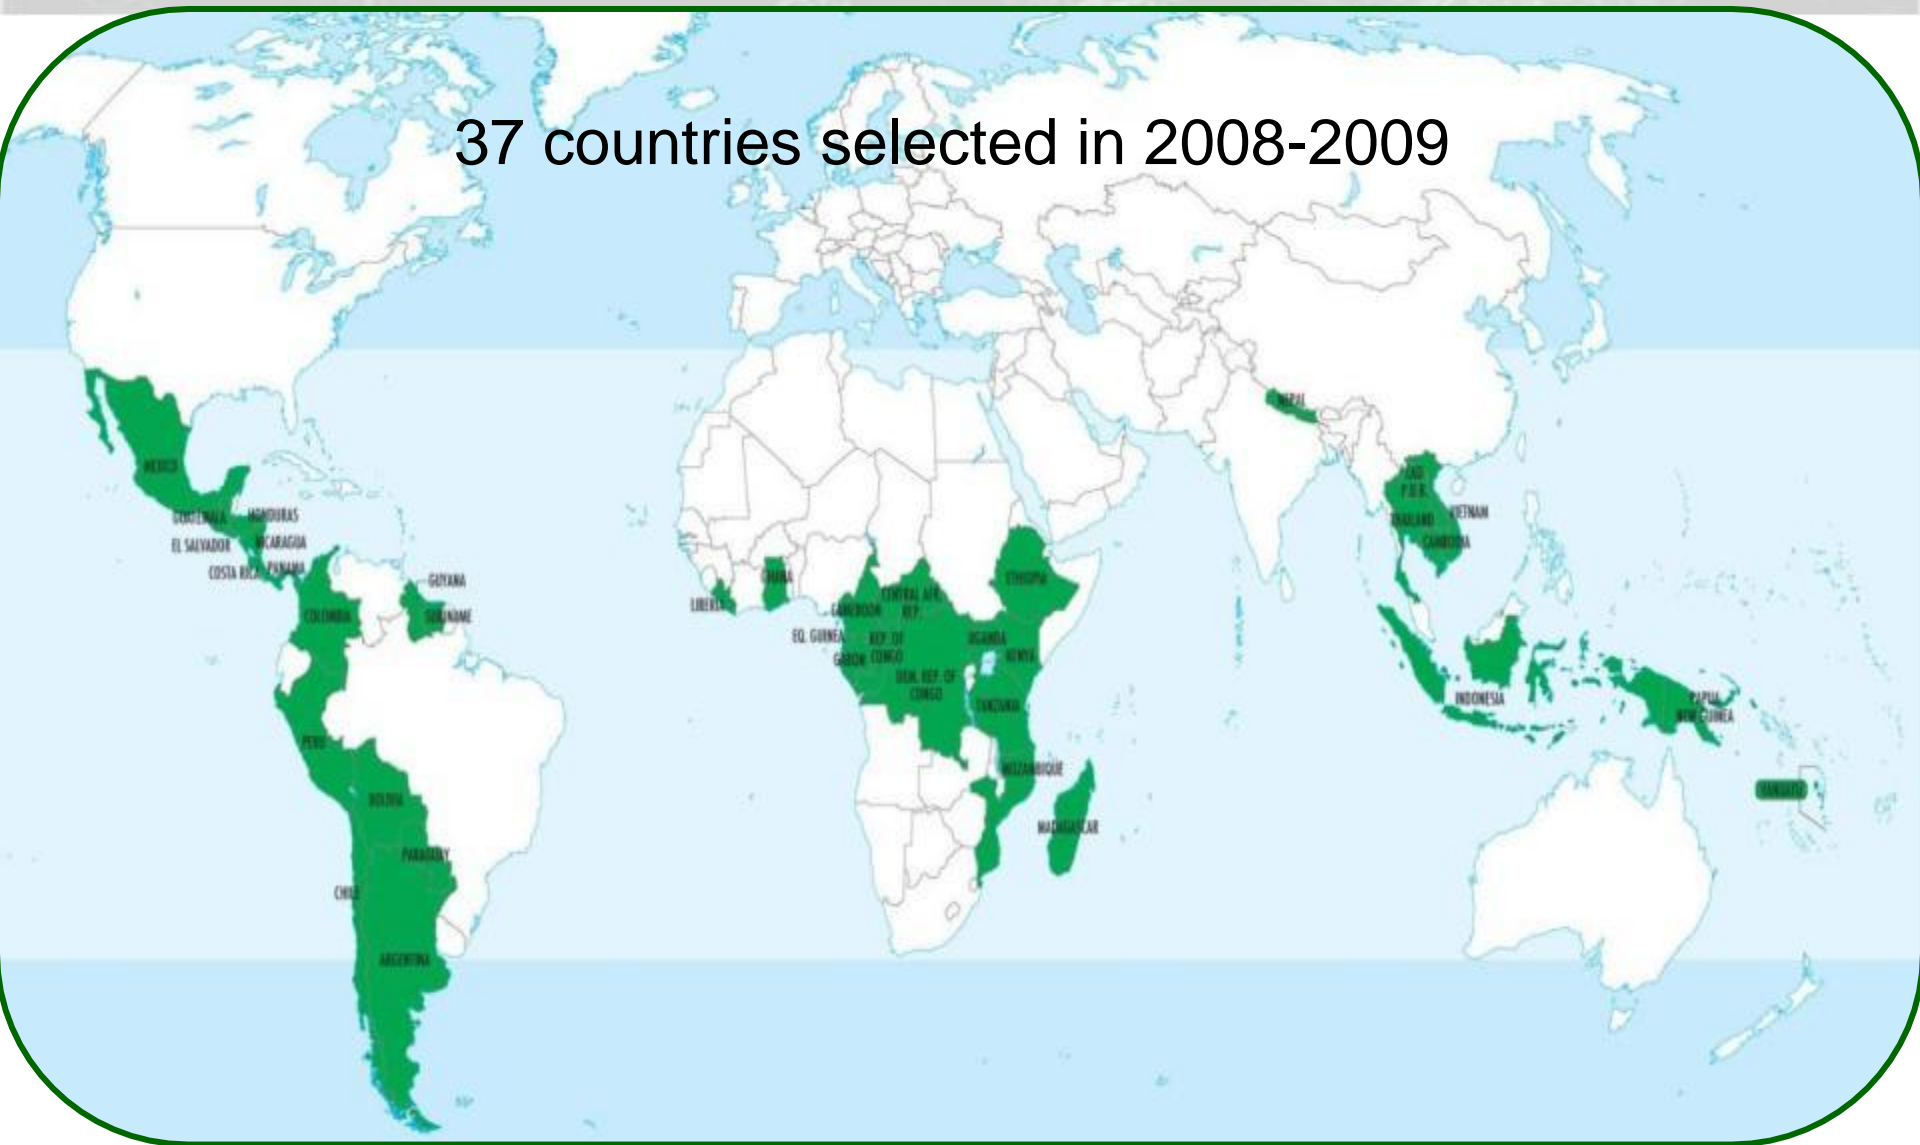 37 countries selected in 2008-2009
NEPAL
MEXICO
LAO
P.D.R.
GUATEMALA
HONDURAS
VIETNAM
THAILAND
EL SALVADOR
NICARAGUA
CAMBODIA
COSTA RICA
PANAMA
GUYANA
GHANA
ETHIOPIA
LIBERIA
CENTRAL AFR.
REP.
CAMEROON
COLOMBIA
SURINAME
EQ. GUINEA
REP. OF
CONGO
UGANDA
GABON
KENYA
DEM. REP. OF
CONGO
INDONESIA
PAPUA
NEW GUINEA
TANZANIA
PERU
MOZAMBIQUE
VANUATU
BOLIVIA
MADAGASCAR
PARAGUAY
CHILE
ARGENTINA